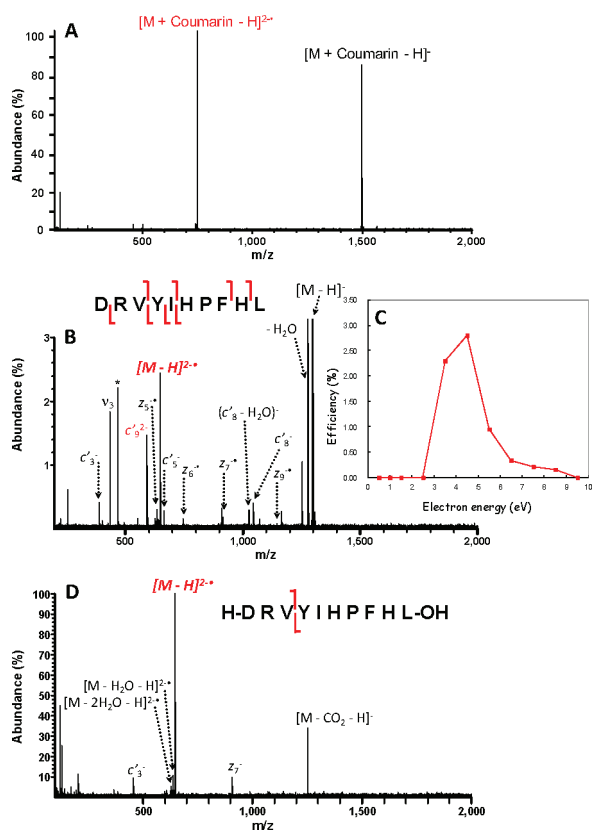 A
[M + Coumarin - H]²⁻•
[M + Coumarin - H]⁻
Abundance (%)
100
80
60
40
20
0
500
1,000
1,500
2,000
m/z
B
D R V Y I H P F H L
[M - H]⁻
- H₂O
[M - H]²⁻•
3
2
1
Abundance (%)
c'₃⁻
v₃
*
c'₉²⁻
z₅⁻•
c'₅⁻
z₆⁻•
z₇⁻•
(c'₈ - H₂O)⁻
c'₈⁻
z₉⁻•
500
1,000
1,500
2,000
m/z
C
3.50
3.00
2.50
2.00
1.50
1.00
0.50
0.00
Efficiency (%)
0 1 2 3 4 5 6 7 8 9 10
Electron energy (eV)
D
[M - H]²⁻•
H-D R V Y I H P F H L-OH
100
90
80
70
60
50
40
30
20
10
Abundance (%)
[M - H₂O - H]²⁻•
[M - 2H₂O - H]²⁻•
[M - CO₂ - H]⁻
c'₃⁻
z₇⁻
500
1,000
1,500
2,000
m/z